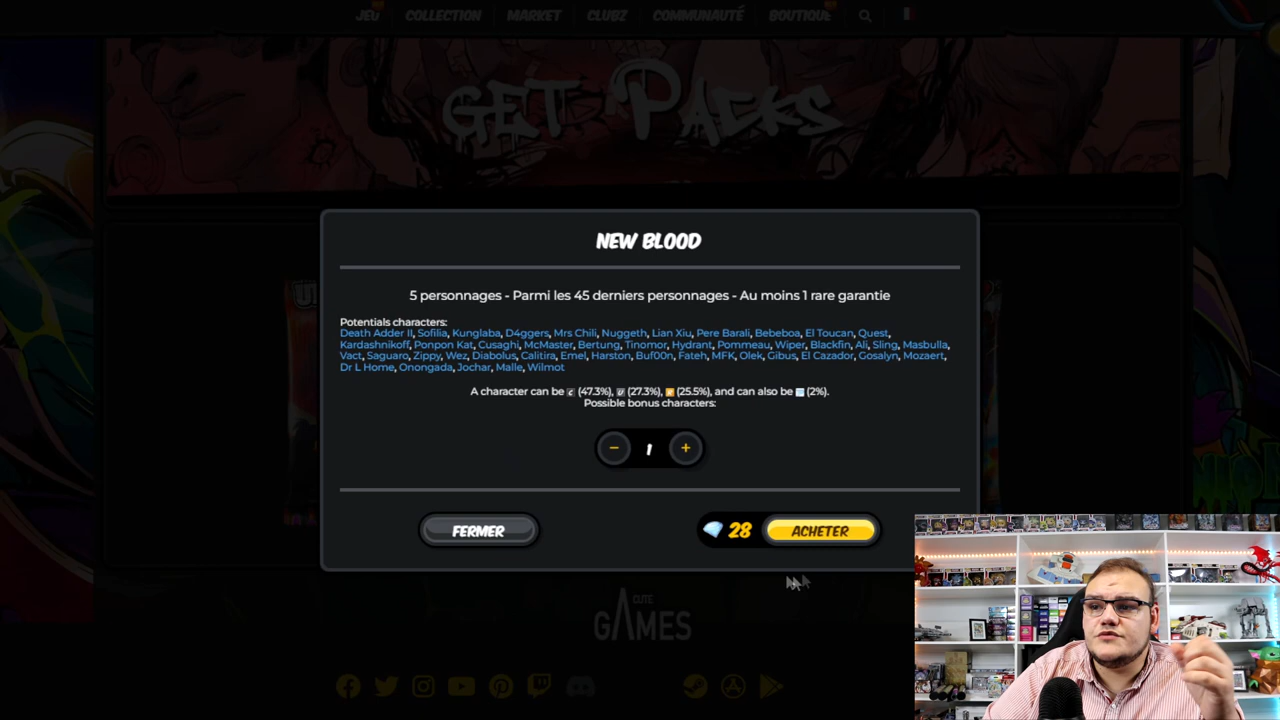 JEU COLLECTION MARKET CLUBZ COMMUNAUTÉ BOUTIQUE
GET PACKS
NEW BLOOD
5 personnages - Parmi les 45 derniers personnages - Au moins 1 rare garantie
Potentials characters:
Death Adder II, Sofilia, Kunglaba, D4ggers, Mrs Chili, Nuggeth, Lian Xiu, Pere Barali, Bebeboa, El Toucan, Quest,
Kardashnikoff, Ponpon Kat, Cusaghi, McMaster, Bertung, Tinomor, Hydrant, Pommeau, Wiper, Blackfin, Ali, Sling, Masbulla,
Vact, Saguaro, Zippy, Wez, Diabolus, Calitira, Emel, Harston, Buf00n, Fateh, MFK, Olek, Gibus, El Cazador, Gosalyn, Mozaert,
Dr L Home, Onongada, Jochar, Malle, Wilmot
A character can be C (47.3%), U (27.3%), R (25.5%), and can also be (2%).
Possible bonus characters:
- 1 +
FERMER 28 ACHETER
CUTE
GAMES